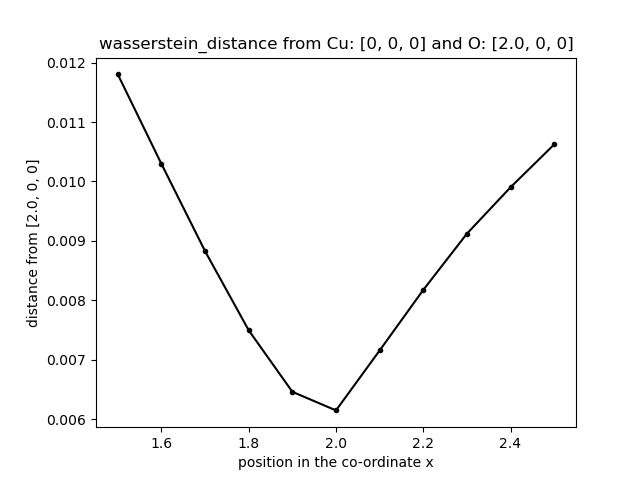 wasserstein_distance from Cu: [0, 0, 0] and O: [2.0, 0, 0]
0.012
0.011
0.010
0.009
0.008
0.007
0.006
distance from [2.0, 0, 0]
1.6 1.8 2.0 2.2 2.4
position in the co-ordinate x